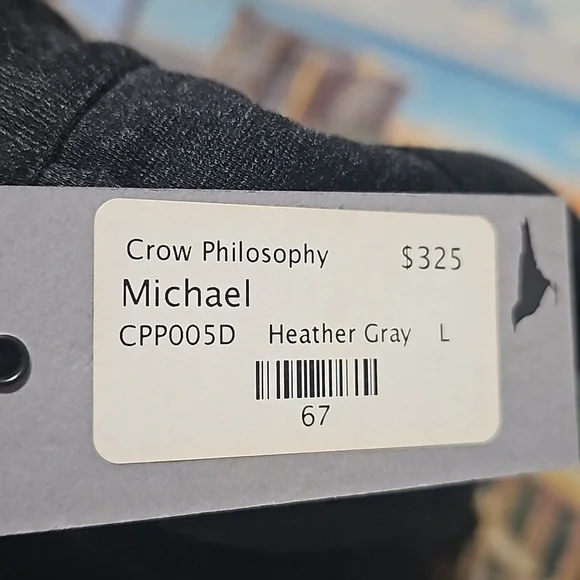 Crow Philosophy $325
Michael
CPP005D Heather Gray L
67